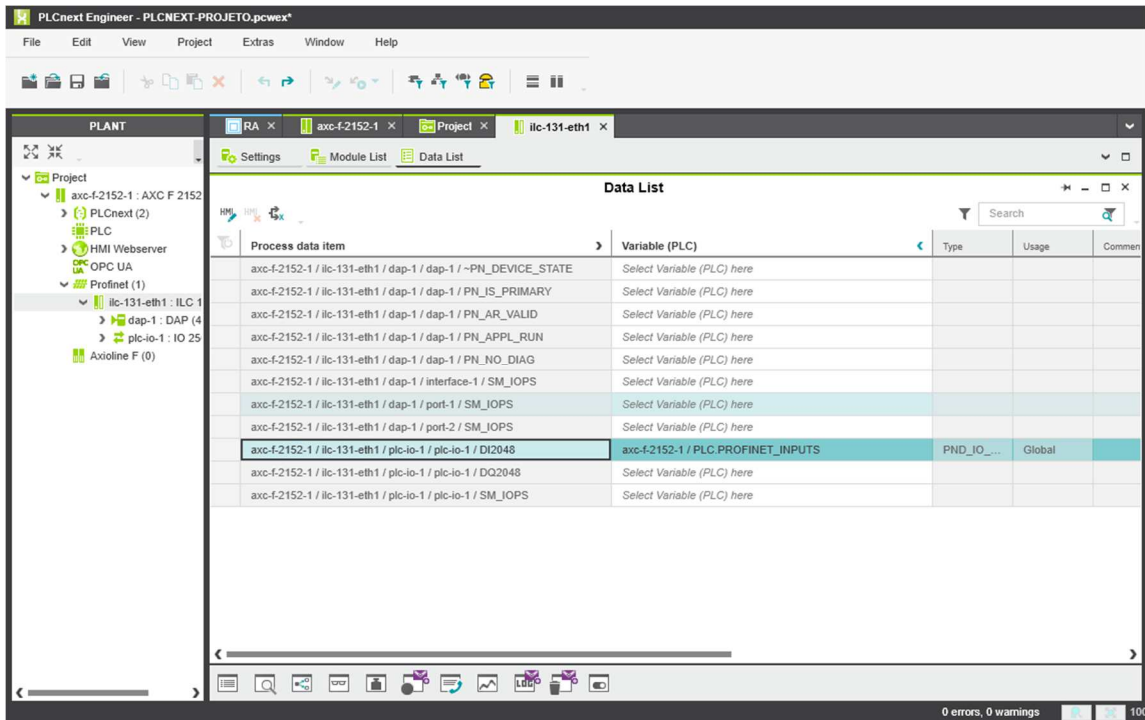 PLCnext Engineer - PLCNEXT-PROJETO.pcwex*
File Edit View Project Extras Window Help
PLANT
RA axc-f-2152-1 Project ilc-131-eth1
Settings Module List Data List
Project
axc-f-2152-1 : AXC F 2152
PLCnext (2)
PLC
HMI Webserver
OPC UA OPC UA
Profinet (1)
ilc-131-eth1 : ILC 1
dap-1 : DAP (4
plc-io-1 : IO 25
Axioline F (0)
Data List
HMI HMI Search
Process data item Variable (PLC) Type Usage Commen
axc-f-2152-1 / ilc-131-eth1 / dap-1 / dap-1 / ~PN_DEVICE_STATE Select Variable (PLC) here
axc-f-2152-1 / ilc-131-eth1 / dap-1 / dap-1 / PN_IS_PRIMARY Select Variable (PLC) here
axc-f-2152-1 / ilc-131-eth1 / dap-1 / dap-1 / PN_AR_VALID Select Variable (PLC) here
axc-f-2152-1 / ilc-131-eth1 / dap-1 / dap-1 / PN_APPL_RUN Select Variable (PLC) here
axc-f-2152-1 / ilc-131-eth1 / dap-1 / dap-1 / PN_NO_DIAG Select Variable (PLC) here
axc-f-2152-1 / ilc-131-eth1 / dap-1 / interface-1 / SM_IOPS Select Variable (PLC) here
axc-f-2152-1 / ilc-131-eth1 / dap-1 / port-1 / SM_IOPS Select Variable (PLC) here
axc-f-2152-1 / ilc-131-eth1 / dap-1 / port-2 / SM_IOPS Select Variable (PLC) here
axc-f-2152-1 / ilc-131-eth1 / plc-io-1 / plc-io-1 / DI2048 axc-f-2152-1 / PLC.PROFINET_INPUTS PND_IO_... Global
axc-f-2152-1 / ilc-131-eth1 / plc-io-1 / plc-io-1 / DQ2048 Select Variable (PLC) here
axc-f-2152-1 / ilc-131-eth1 / plc-io-1 / plc-io-1 / SM_IOPS Select Variable (PLC) here
LOG
0 errors, 0 warnings 100